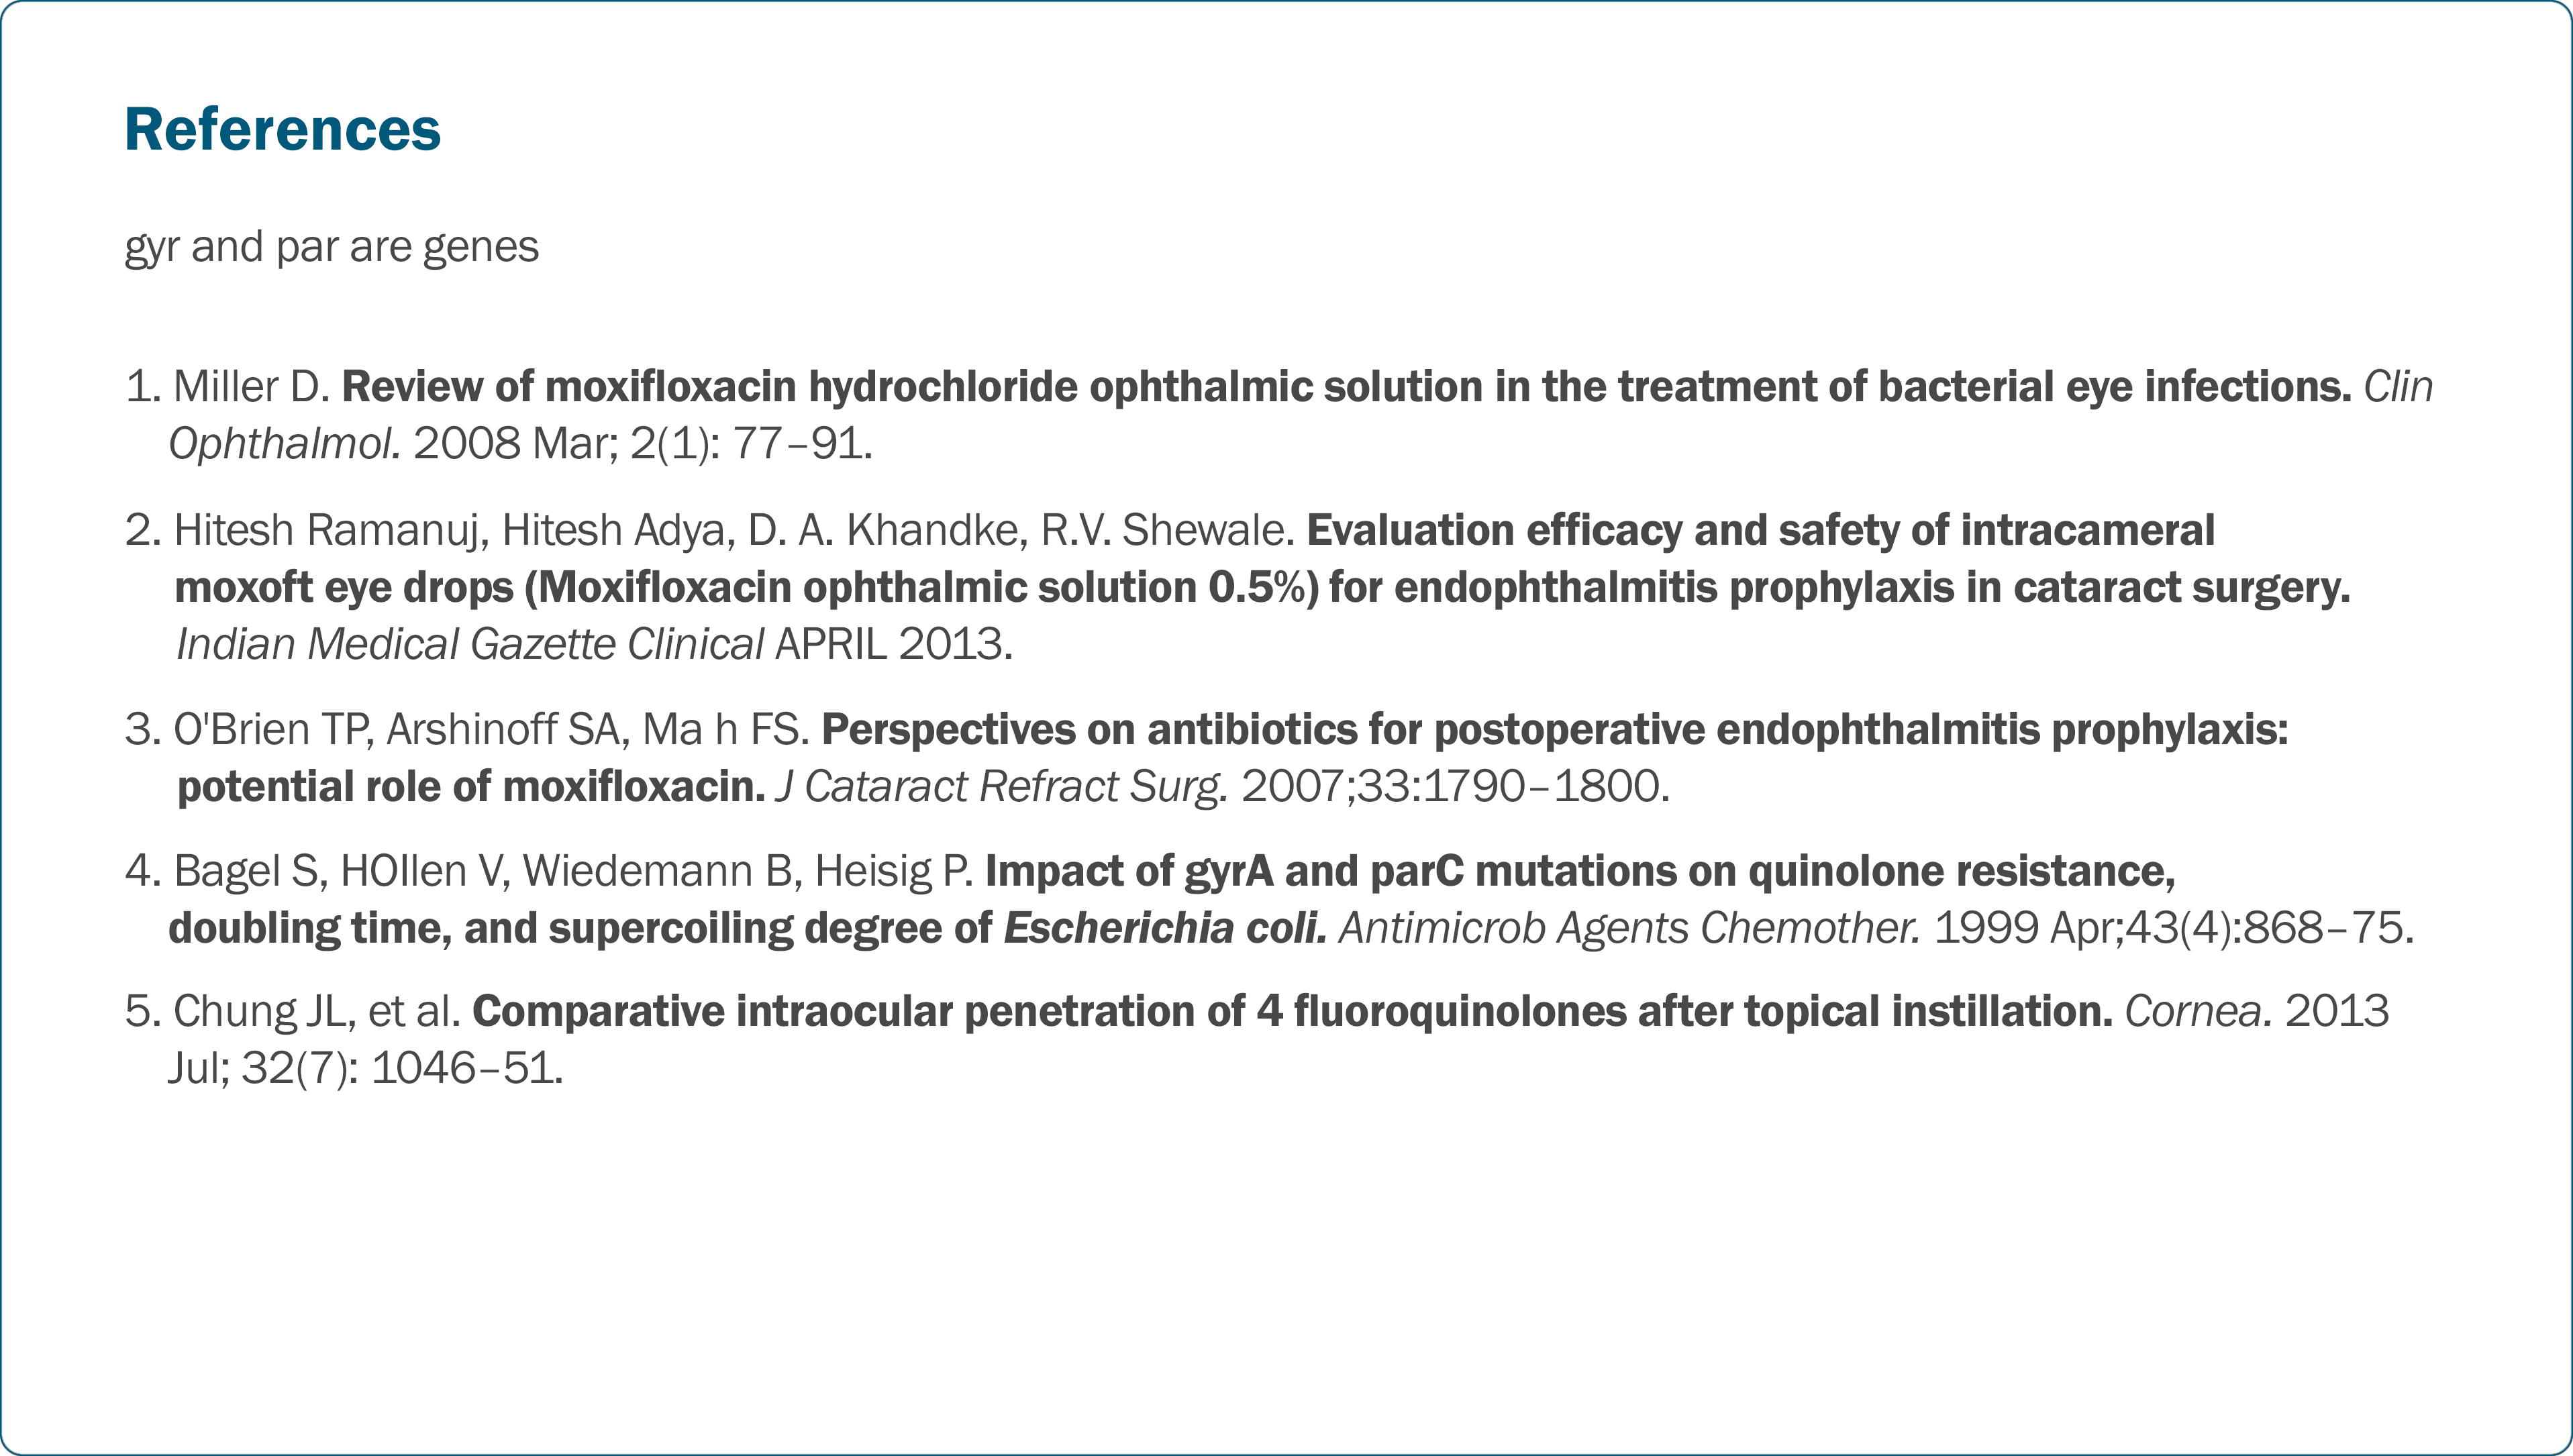 References
gyr and par are genes
1. Miller D. Review of moxifloxacin hydrochloride ophthalmic solution in the treatment of bacterial eye infections. Clin
Ophthalmol. 2008 Mar; 2(1): 77–91.
2. Hitesh Ramanuj, Hitesh Adya, D. A. Khandke, R.V. Shewale. Evaluation efficacy and safety of intracameral
moxoft eye drops (Moxifloxacin ophthalmic solution 0.5%) for endophthalmitis prophylaxis in cataract surgery.
Indian Medical Gazette Clinical APRIL 2013.
3. O'Brien TP, Arshinoff SA, Ma h FS. Perspectives on antibiotics for postoperative endophthalmitis prophylaxis:
potential role of moxifloxacin. J Cataract Refract Surg. 2007;33:1790–1800.
4. Bagel S, HOllen V, Wiedemann B, Heisig P. Impact of gyrA and parC mutations on quinolone resistance,
doubling time, and supercoiling degree of Escherichia coli. Antimicrob Agents Chemother. 1999 Apr;43(4):868–75.
5. Chung JL, et al. Comparative intraocular penetration of 4 fluoroquinolones after topical instillation. Cornea. 2013
Jul; 32(7): 1046–51.